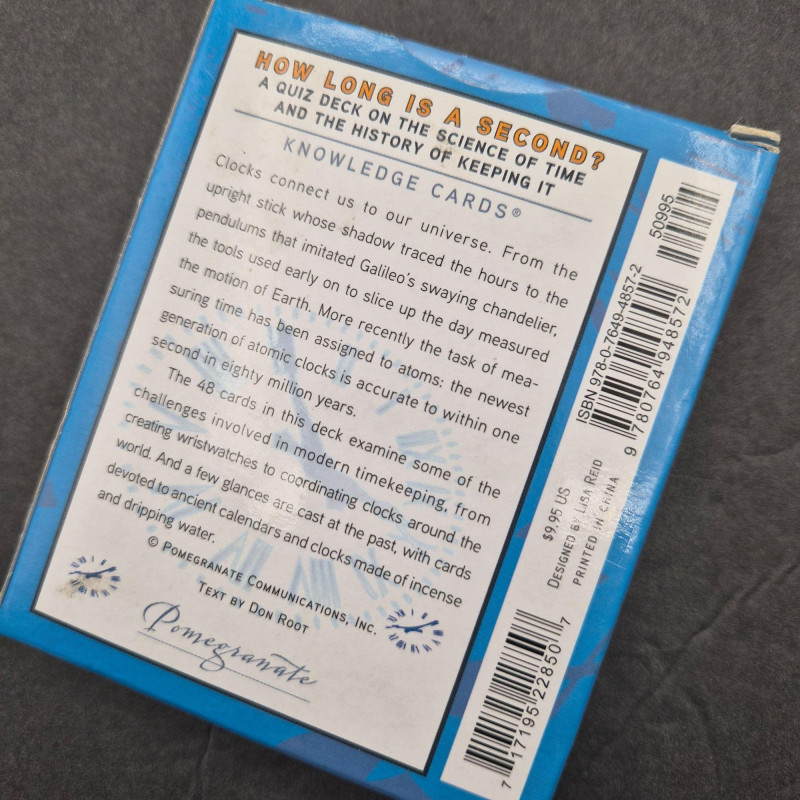 HOW LONG IS A SECOND?
A QUIZ DECK ON THE SCIENCE OF TIME
AND THE HISTORY OF KEEPING IT
KNOWLEDGE CARDS®
Clocks connect us to our universe. From the
upright stick whose shadow traced the hours to the
pendulums that imitated Galileo's swaying chandelier,
the tools used early on to slice up the day measured
the motion of Earth. More recently the task of mea-
suring time has been assigned to atoms: the newest
generation of atomic clocks is accurate to within one
second in eighty million years.
The 48 cards in this deck examine some of the
challenges involved in modern timekeeping, from
creating wristwatches to coordinating clocks around the
world. And a few glances are cast at the past, with cards
devoted to ancient calendars and clocks made of incense
and dripping water.
© POMEGRANATE COMMUNICATIONS, INC.
TEXT BY DON ROOT
Pomegranate
50995
ISBN 978-0-7649-4857-2
9 780764 948572
$9.95 US
DESIGNED BY LISA REID
PRINTED IN CHINA
7 17195 22850 7